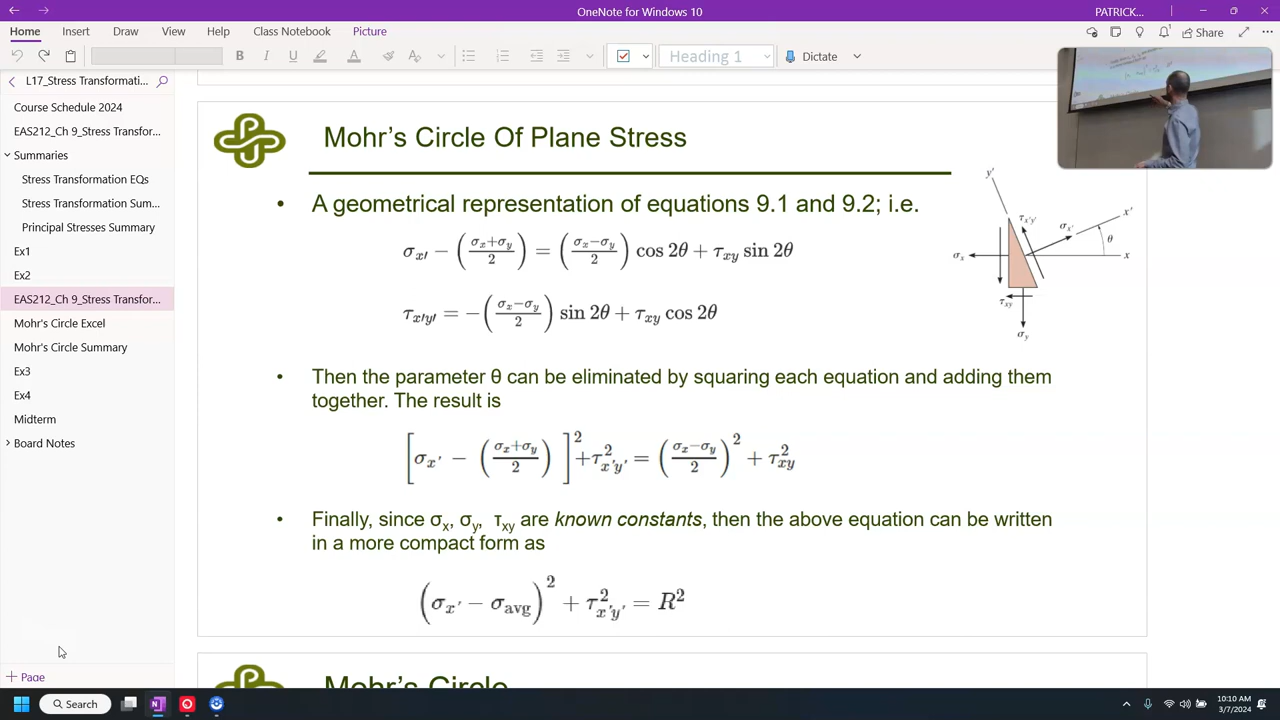 OneNote for Windows 10
PATRICK...
Home Insert Draw View Help Class Notebook Picture
Share
B I U A Heading 1 Dictate
L17_Stress Transformati...
Course Schedule 2024
EAS212_Ch 9_Stress Transfor...
Summaries
Stress Transformation EQs
Stress Transformation Sum...
Principal Stresses Summary
Ex1
Ex2
EAS212_Ch 9_Stress Transfor...
Mohr's Circle Excel
Mohr's Circle Summary
Ex3
Ex4
Midterm
Board Notes
+ Page
Mohr's Circle Of Plane Stress
• A geometrical representation of equations 9.1 and 9.2; i.e.
σx′ − (σx+σy/2) = (σx−σy/2) cos 2θ + τxy sin 2θ
τx′y′ = −(σx−σy/2) sin 2θ + τxy cos 2θ
y' τx'y' σx' x' θ x σx τxy σy
• Then the parameter θ can be eliminated by squaring each equation and adding them
together. The result is
[σx′ − (σx+σy/2)]² + τ²x′y′ = (σx−σy/2)² + τ²xy
• Finally, since σx, σy, τxy are known constants, then the above equation can be written
in a more compact form as
(σx′ − σavg)² + τ²x′y′ = R²
Mohr's Circle
Search
10:10 AM
3/7/2024